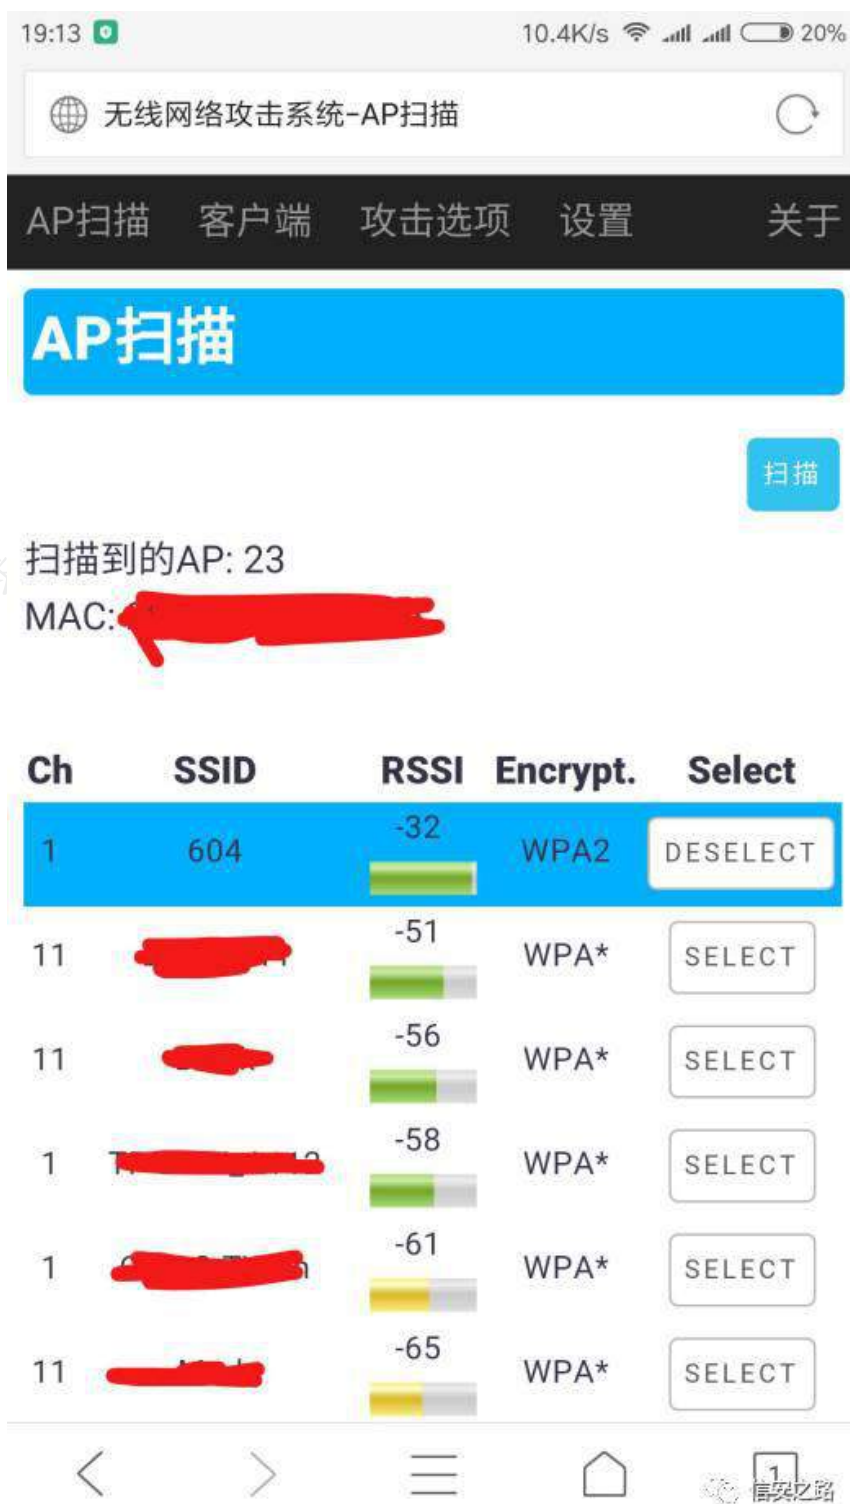 19:13 10.4K/s 20%
无线网络攻击系统-AP扫描
AP扫描 客户端 攻击选项 设置 关于
AP扫描
扫描
扫描到的AP: 23
MAC:
Ch SSID RSSI Encrypt. Select
1 604 -32 WPA2 DESELECT
11 -51 WPA* SELECT
11 -56 WPA* SELECT
1 -58 WPA* SELECT
1 -61 WPA* SELECT
11 -65 WPA* SELECT
1
信安之路